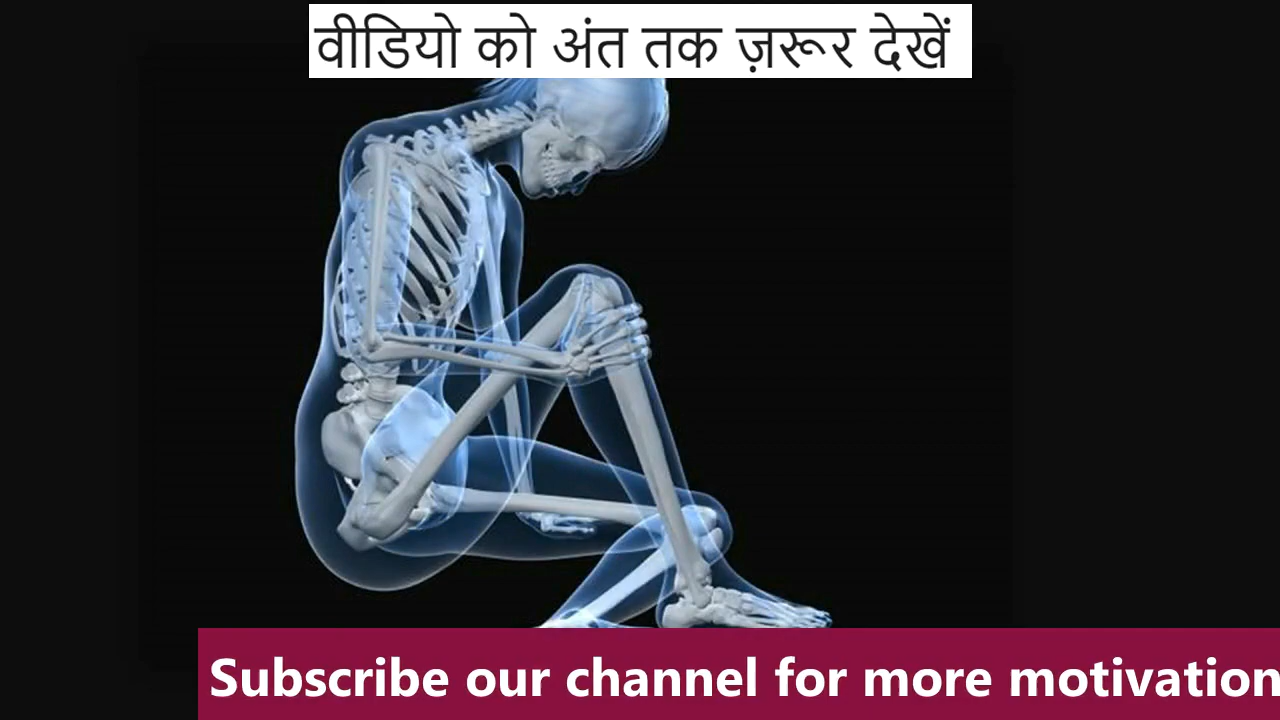 वीडियो को अंत तक ज़रूर देखें
Subscribe our channel for more motivation